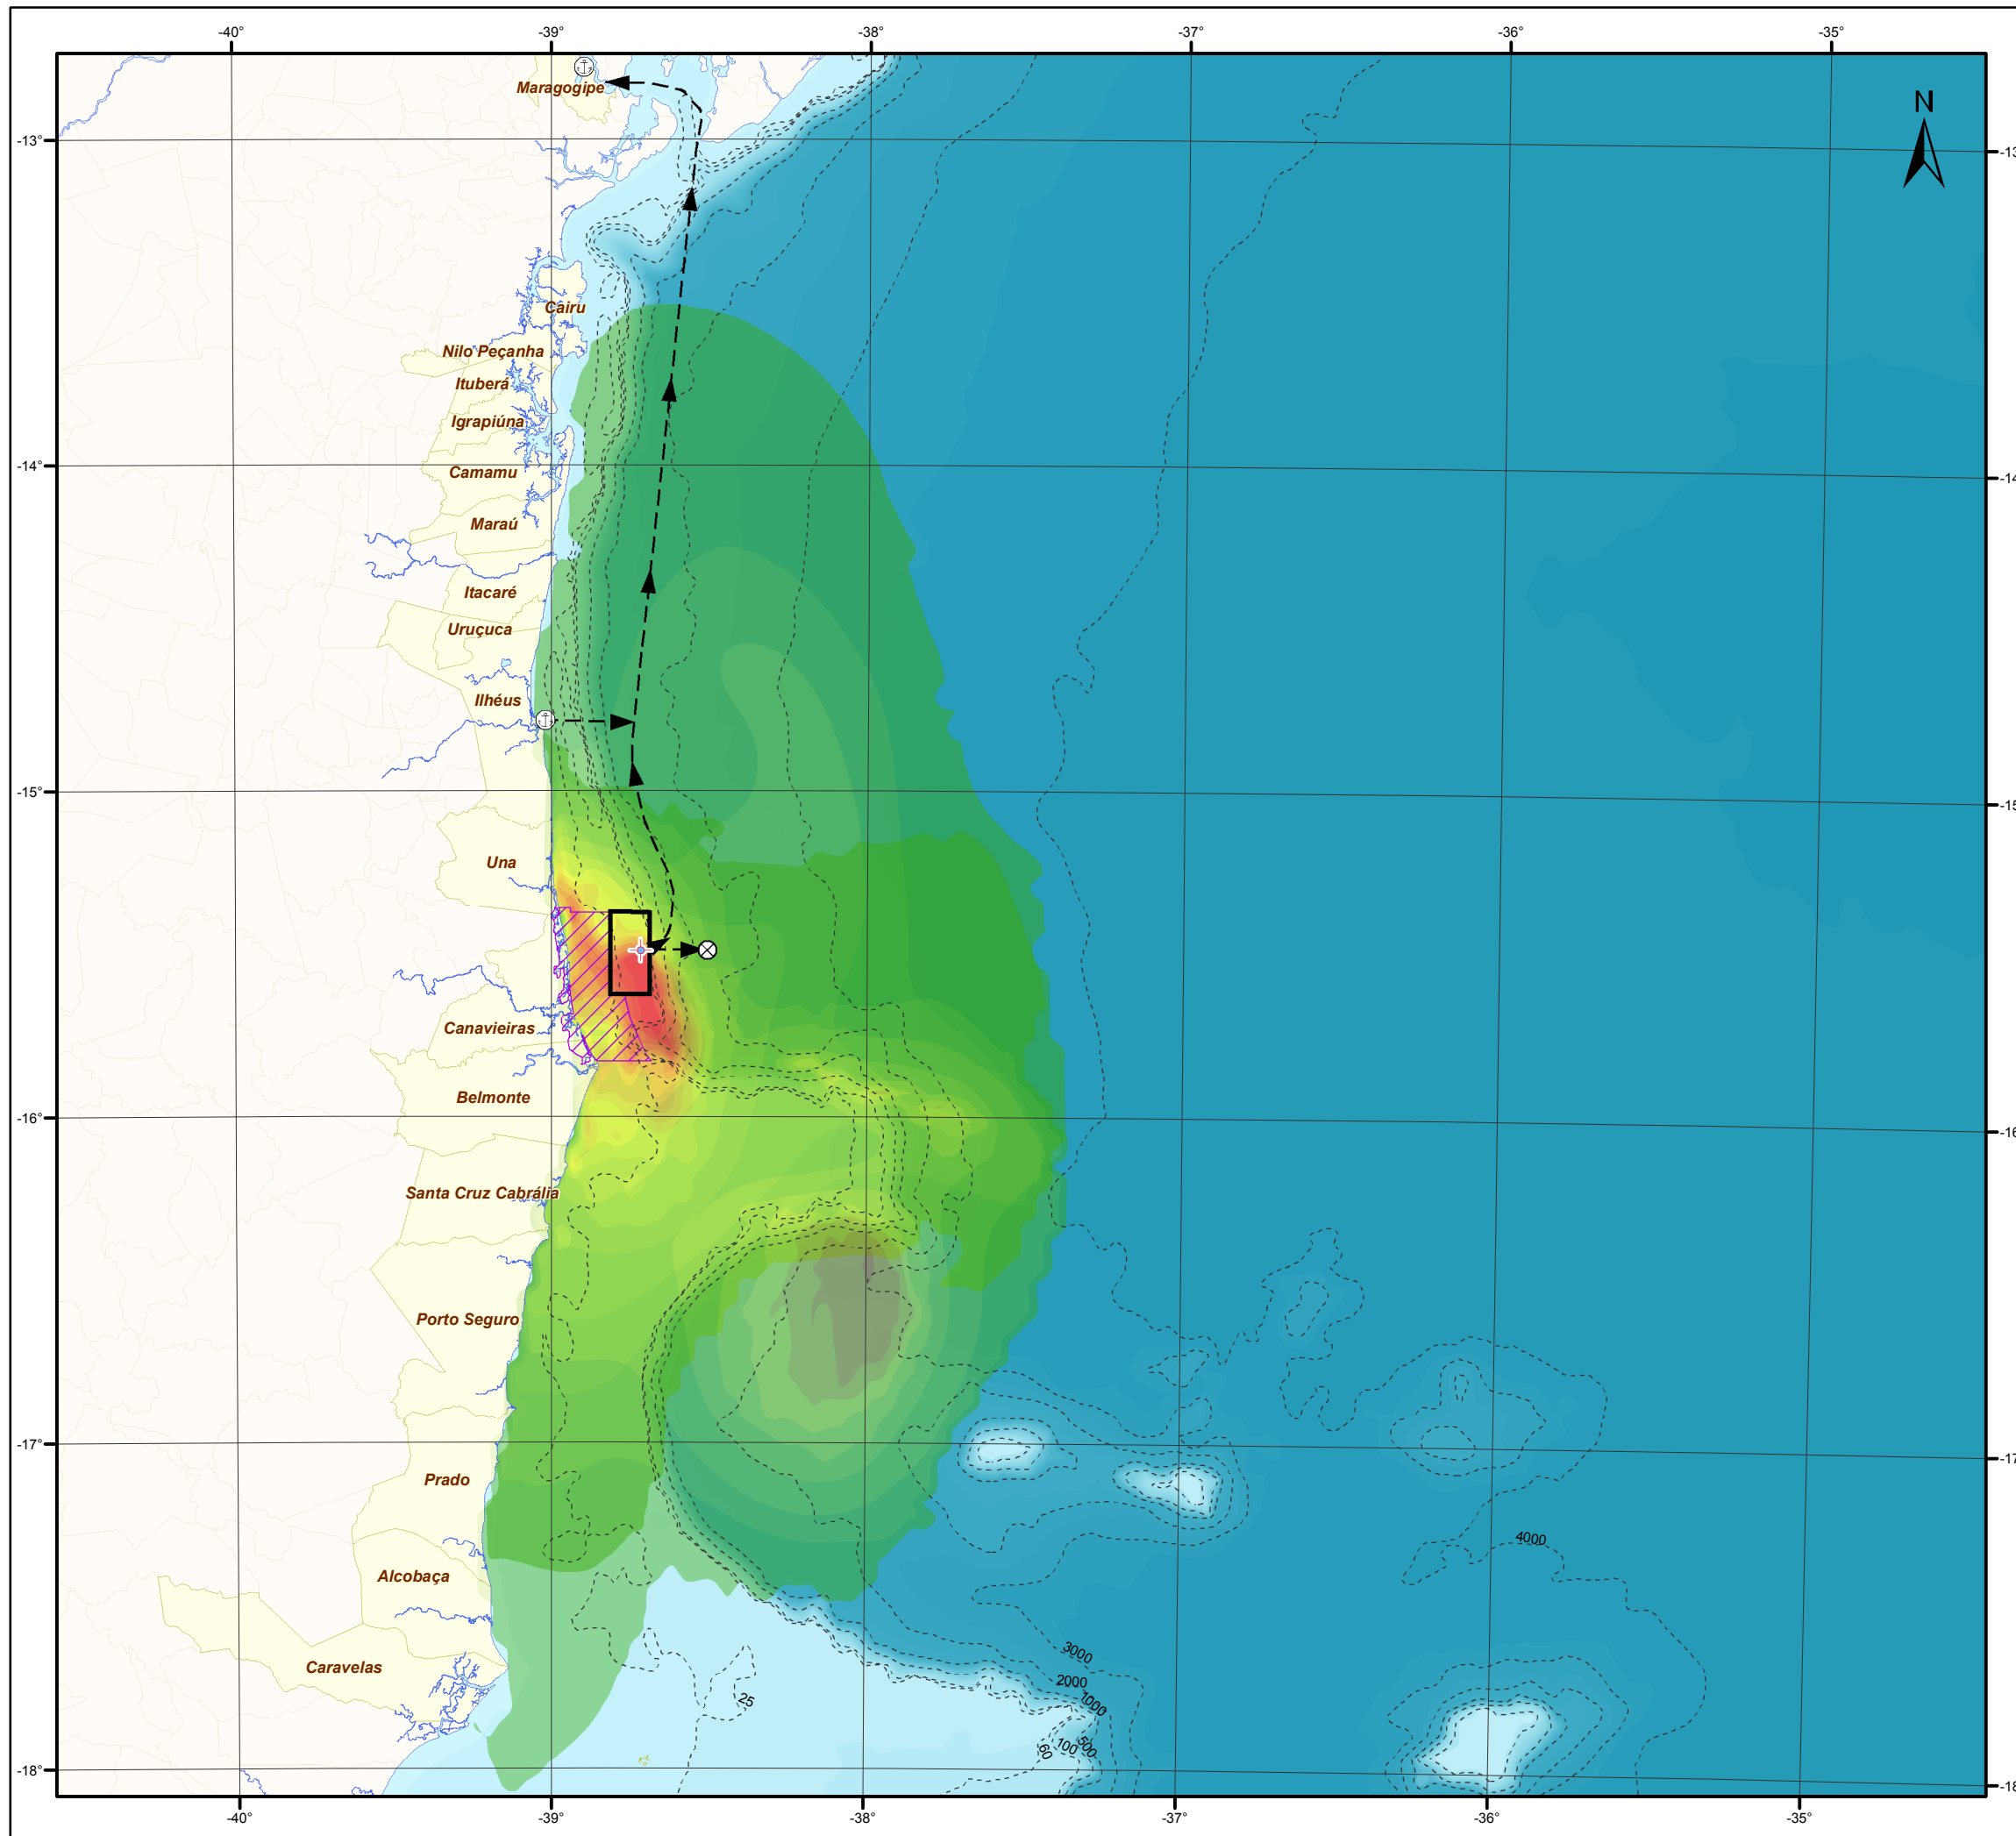 -40°
-39°
-38°
-37°
-36°
-35°
N
Maragogipe
-13°
-13
Cairu
Nilo Peçanha
Ituberá
Igrapiúna
-14°
-14
Camamu
Maraú
Itacaré
Uruçuca
Ilhéus
-15°
-15
Una
Canavieiras
Belmonte
-16°
-16
Santa Cruz Cabrália
Porto Seguro
-17°
-17
Prado
4000
Alcobaça
3000
Caravelas
2000
25
1000
500
100
60
-18°
-18
-40°
-39°
-38°
-37°
-36°
-35°